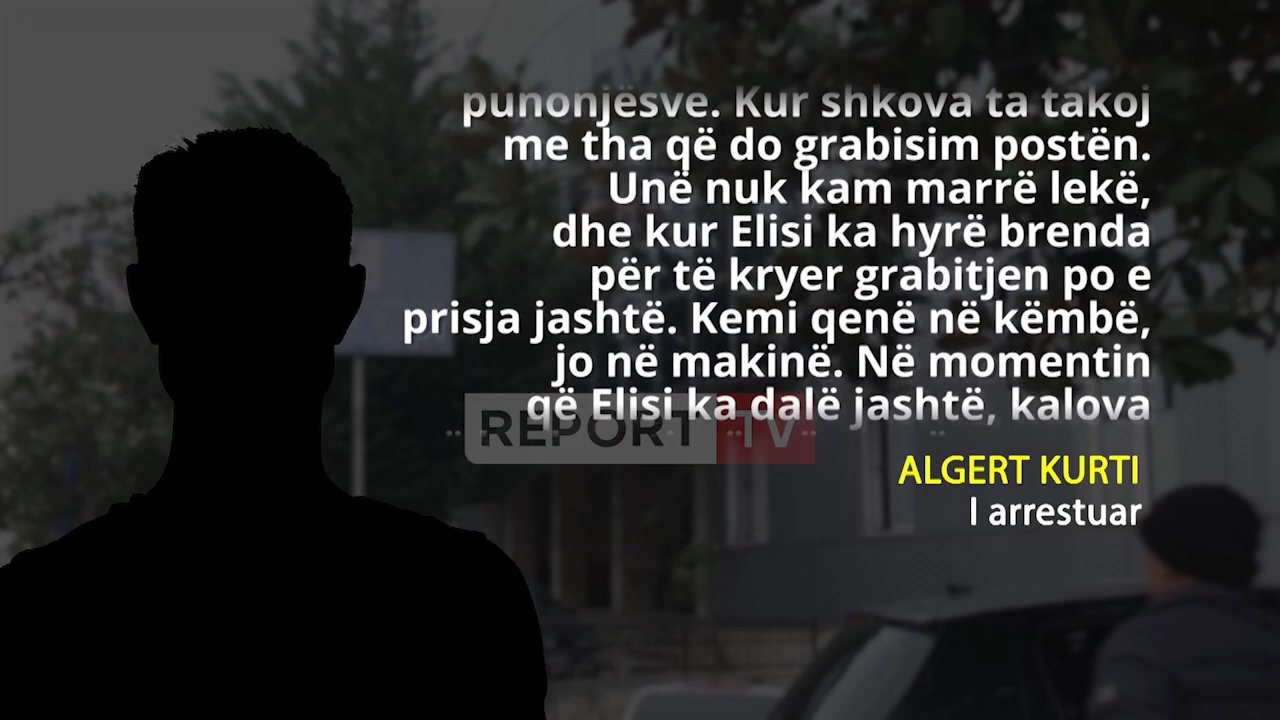 punonjësve. Kur shkova ta takoj
me tha që do grabisim postën.
Unë nuk kam marrë lekë,
dhe kur Elisi ka hyrë brenda
për të kryer grabitjen po e
prisja jashtë. Kemi qenë në këmbë,
jo në makinë. Në momentin
që Elisi ka dalë jashtë, kalova
REPORT TV
ALGERT KURTI
I arrestuar